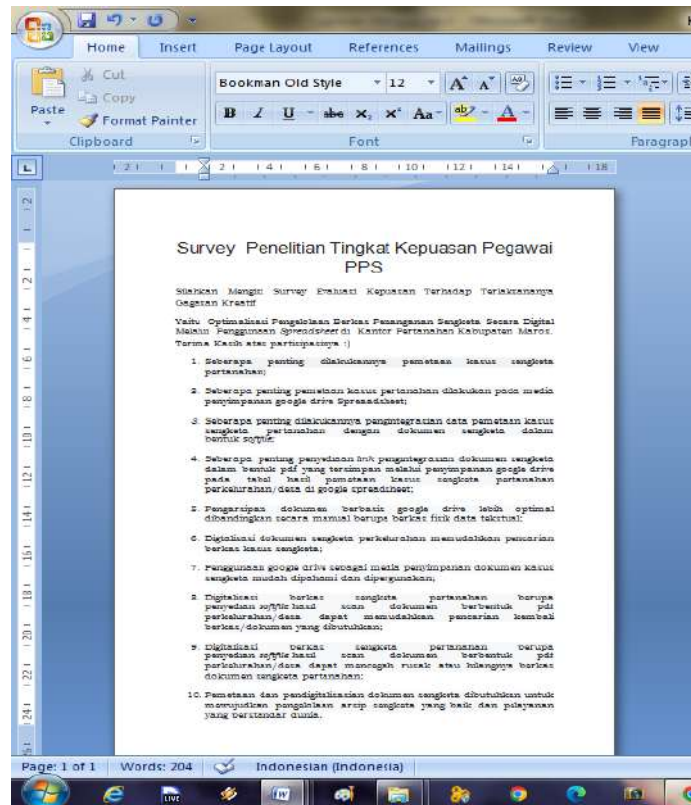 Home Insert Page Layout References Mailings Review View
Cut
Copy
Paste
Format Painter
Bookman Old Style 12
Clipboard Font Paragraph
Survey Penelitian Tingkat Kepuasan Pegawai
PPS
Silahkan Mengisi Survey Evaluasi Kepuasan Terhadap Terlaksananya
Gagasan Kreatif
Yaitu Optimalisasi Pengelolaan Berkas Penanganan Sengketa Secara Digital
Melalui Penggunaan Spreadsheet di Kantor Pertanahan Kabupaten Maros.
Terima Kasih atas partisipasinya :)
1. Seberapa penting dilakukannya pemetaan kasus sengketa
pertanahan;
2. Seberapa penting pemetaan kasus pertanahan dilakukan pada media
penyimpanan google drive Spreansheet;
3. Seberapa penting dilakukannya pengintegrasian data pemetaan kasus
sengketa pertanahan dengan dokumen sengketa dalam
bentuk softfile;
4. Seberapa penting penyediaan link pengintegrasian dokumen sengketa
dalam bentuk pdf yang tersimpan melalui penyimpanan google drive
pada tabel hasil pemetaan kasus sengketa pertanahan
perkelurahan/desa di google spreadsheet;
5. Pengarsipan dokumen berbasis google drive lebih optimal
dibandingkan secara manual berupa berkas fisik data tekstual;
6. Digitalisasi dokumen sengketa perkelurahan memudahkan pencarian
berkas kasus sengketa;
7. Penggunaan google drive sebagai media penyimpanan dokumen kasus
sengketa mudah dipahami dan dipergunakan;
8. Digitalisasi berkas sengketa pertanahan berupa
penyedian softfile hasil scan dokumen berbentuk pdf
perkelurahan/desa dapat memudahkan pencarian kembali
berkas/dokumen yang dibutuhkan;
9. Digitalisasi berkas sengketa pertanahan berupa
penyedian softfile hasil scan dokumen berbentuk pdf
perkelurahan/desa dapat mencegah rusak atau hilangnya berkas
dokumen sengketa pertanahan;
10. Pemetaan dan pendigitalisasian dokumen sengketa dibutuhkan untuk
mewujudkan pengelolaan arsip sengketa yang baik dan pelayanan
yang berstandar dunia.
Page: 1 of 1 Words: 204 Indonesian (Indonesia)
LIVE